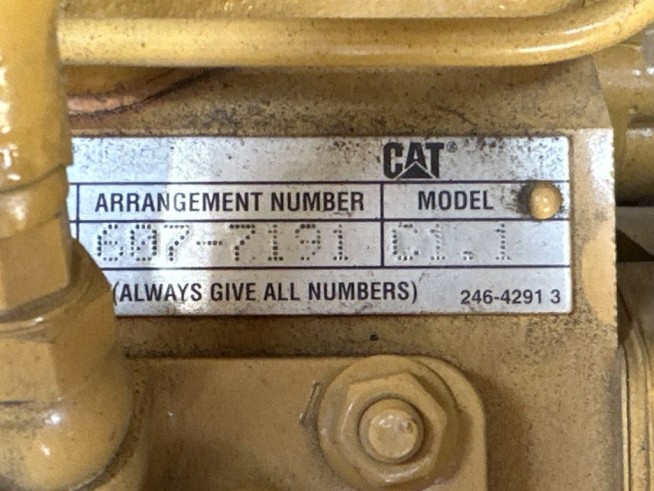 CAT®
ARRANGEMENT NUMBER MODEL
607-7191 C1.1
(ALWAYS GIVE ALL NUMBERS) 246-4291 3